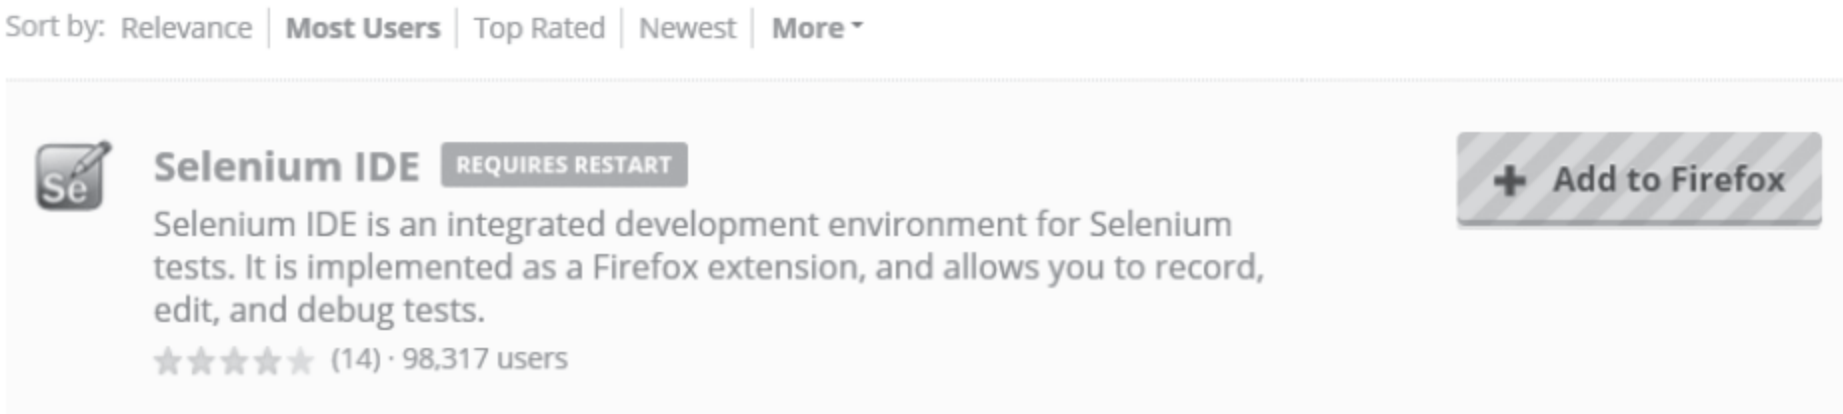 Sort by: Relevance Most Users Top Rated Newest More
Se
Selenium IDE REQUIRES RESTART
+ Add to Firefox
Selenium IDE is an integrated development environment for Selenium
tests. It is implemented as a Firefox extension, and allows you to record,
edit, and debug tests.
(14) · 98,317 users